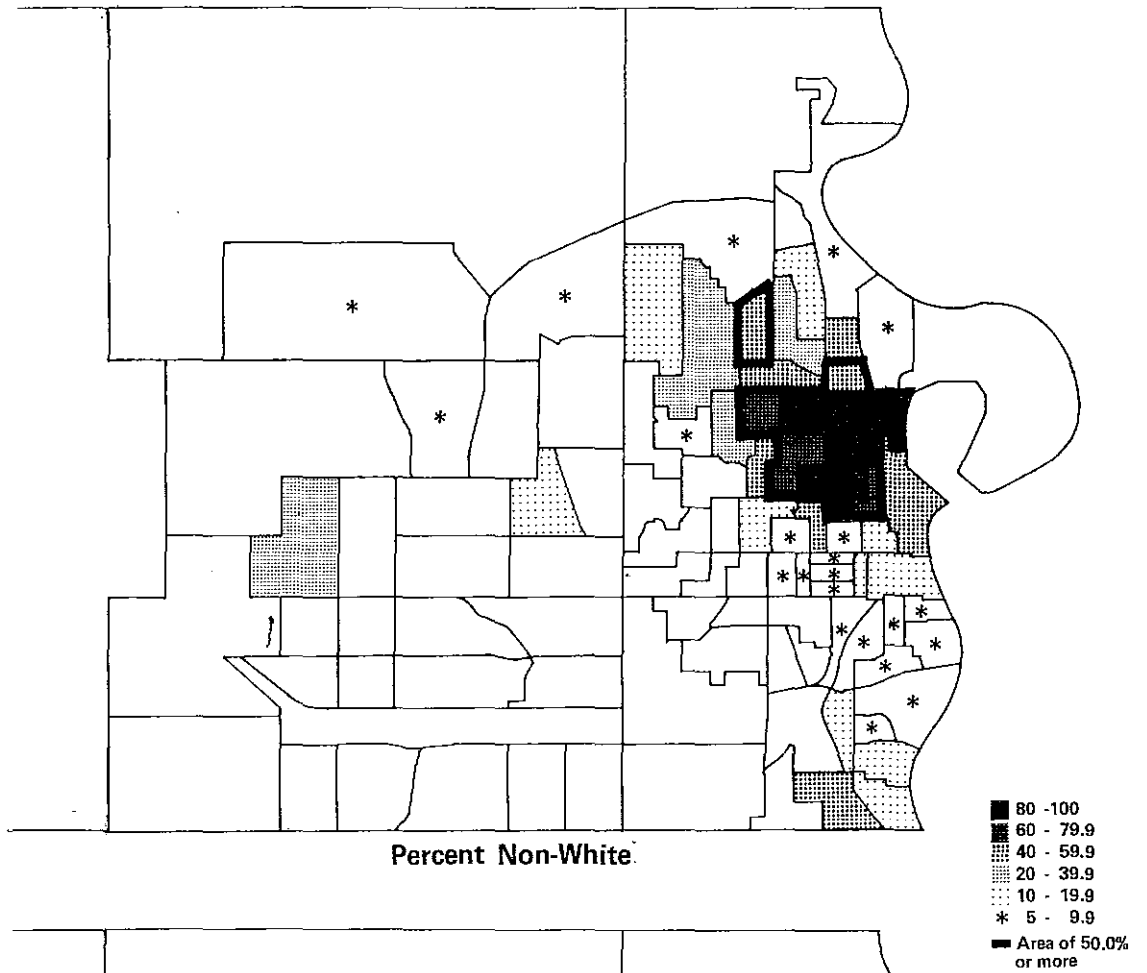 Percent Non-White
80 -100
60 - 79.9
40 - 59.9
20 - 39.9
10 - 19.9
* 5 - 9.9
Area of 50.0%
or more